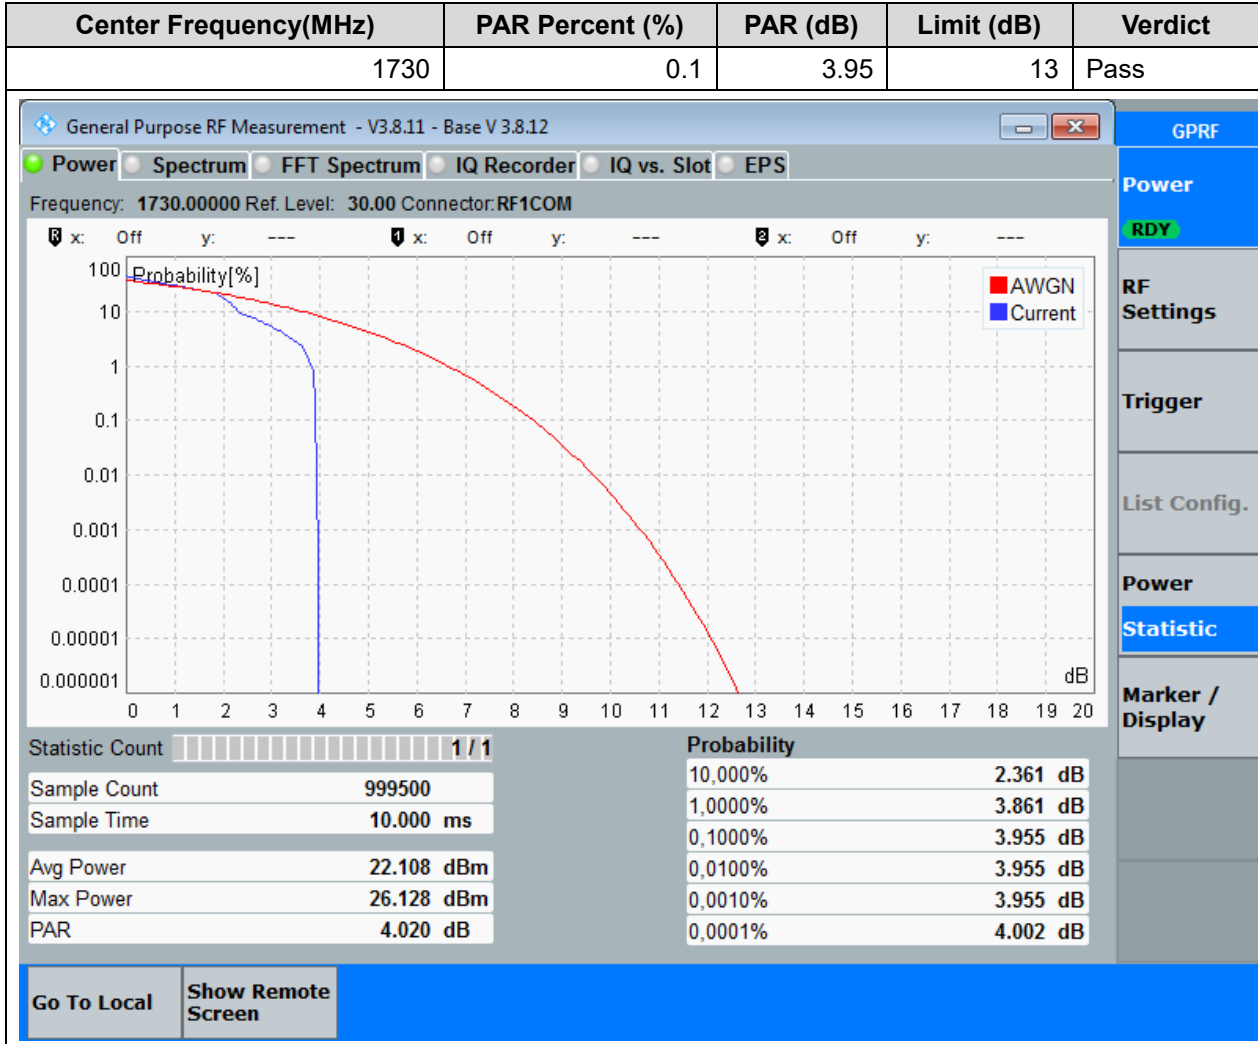 Center Frequency(MHz) PAR Percent (%) PAR (dB) Limit (dB) Verdict
1730 0.1 3.95 13 Pass
General Purpose RF Measurement - V3.8.11 - Base V 3.8.12
GPRF
Power Spectrum FFT Spectrum IQ Recorder IQ vs. Slot EPS
Power
RDY
Frequency: 1730.00000 Ref. Level: 30.00 Connector: RF1COM
R x: Off y: --- 1 x: Off y: --- 2 x: Off y: ---
Probability[%]
AWGN
Current
100
10
1
0.1
0.01
0.001
0.0001
0.00001
0.000001
dB
0 1 2 3 4 5 6 7 8 9 10 11 12 13 14 15 16 17 18 19 20
RF
Settings
Trigger
List Config.
Power
Statistic
Marker /
Display
Statistic Count 1 / 1
Sample Count 999500
Sample Time 10.000 ms
Avg Power 22.108 dBm
Max Power 26.128 dBm
PAR 4.020 dB
Probability
10,000% 2.361 dB
1,0000% 3.861 dB
0,1000% 3.955 dB
0,0100% 3.955 dB
0,0010% 3.955 dB
0,0001% 4.002 dB
Go To Local
Show Remote
Screen